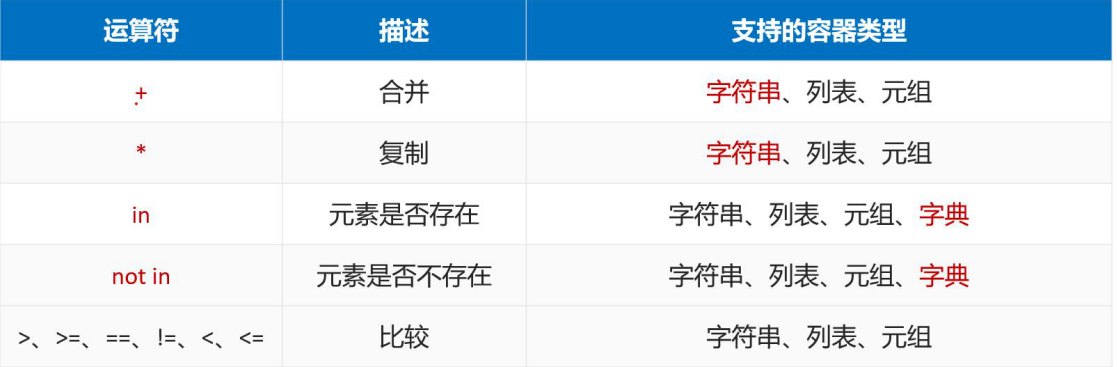 运算符 描述 支持的容器类型
+ 合并 字符串、列表、元组
* 复制 字符串、列表、元组
in 元素是否存在 字符串、列表、元组、字典
not in 元素是否不存在 字符串、列表、元组、字典
>、>=、==、!=、<、<= 比较 字符串、列表、元组